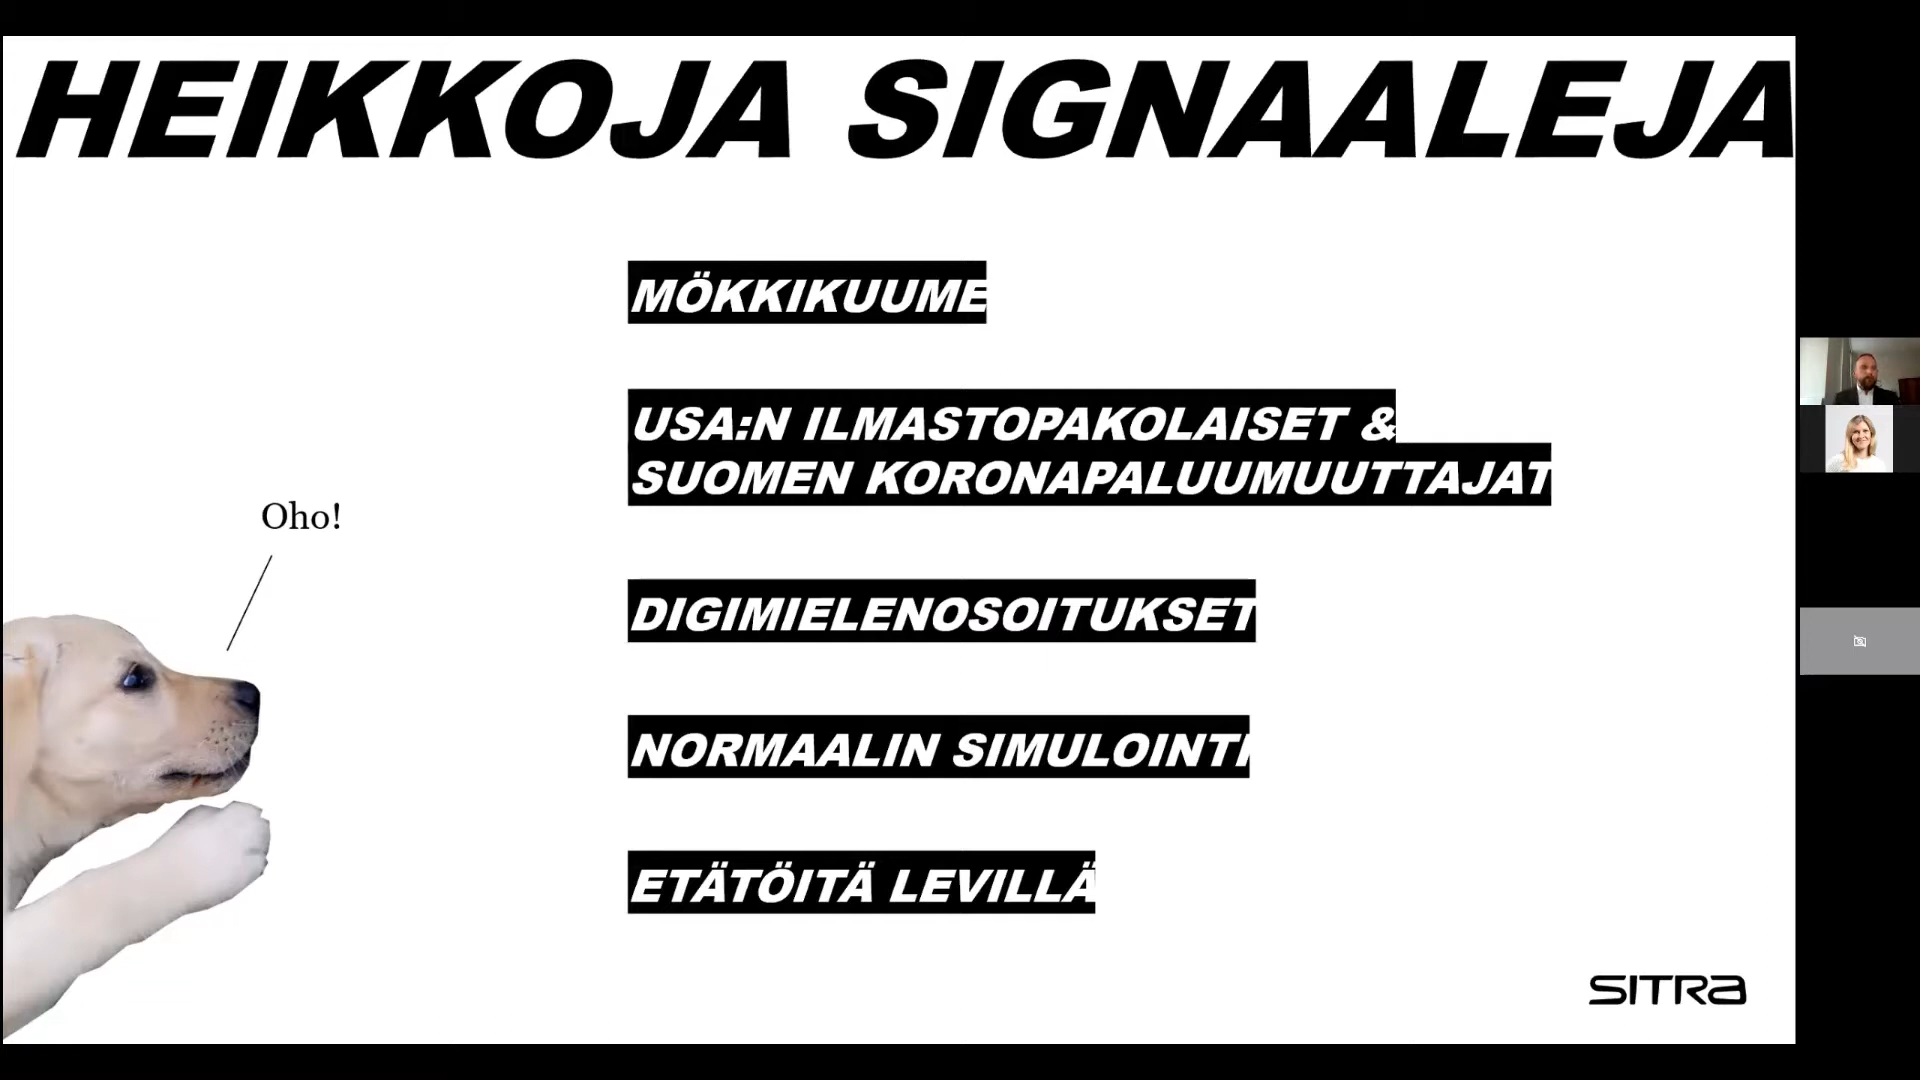 HEIKKOJA SIGNAALEJA
MÖKKIKUUME
USA:N ILMASTOPAKOLAISET &
SUOMEN KORONAPALUUMUUTTAJAT
Oho!
DIGIMIELENOSOITUKSET
NORMAALIN SIMULOINTI
ETÄTÖITÄ LEVILLÄ
SITRA